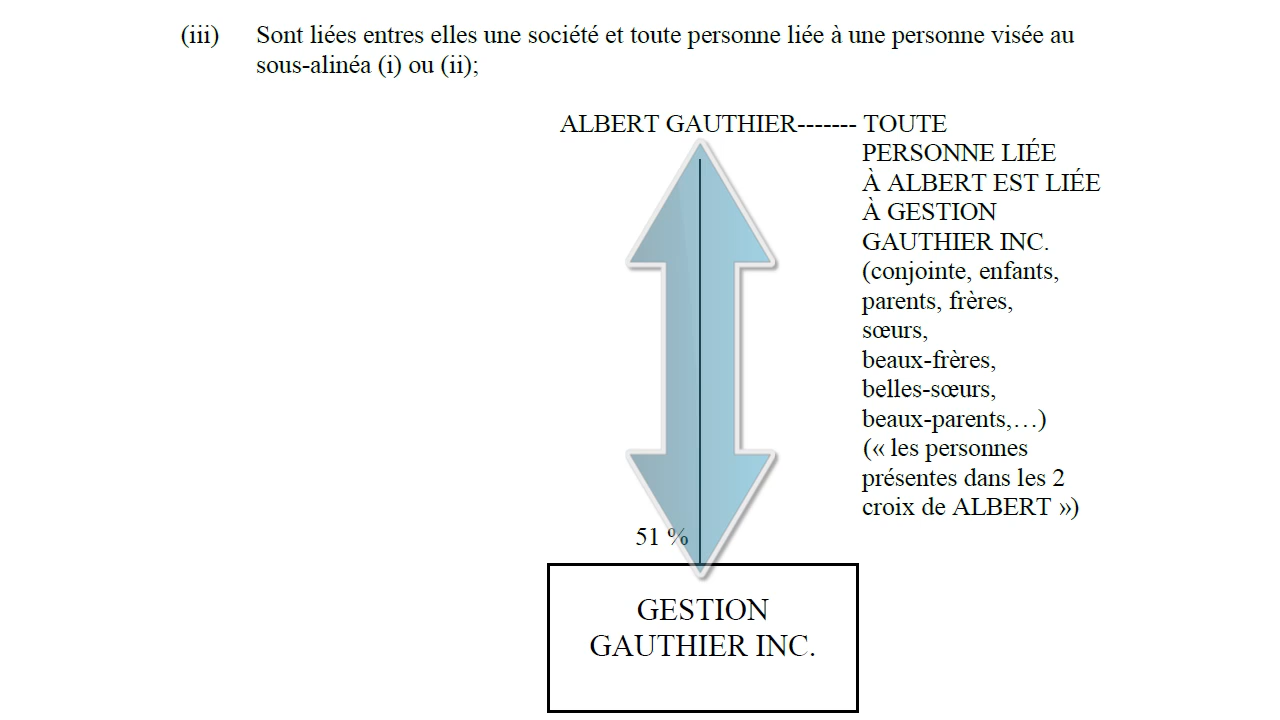 (iii) Sont liées entres elles une société et toute personne liée à une personne visée au
sous-alinéa (i) ou (ii);
ALBERT GAUTHIER------- TOUTE
PERSONNE LIÉE
À ALBERT EST LIÉE
À GESTION
GAUTHIER INC.
(conjointe, enfants,
parents, frères,
sœurs,
beaux-frères,
belles-sœurs,
beaux-parents,…)
(« les personnes
présentes dans les 2
croix de ALBERT »)
51 %
GESTION
GAUTHIER INC.